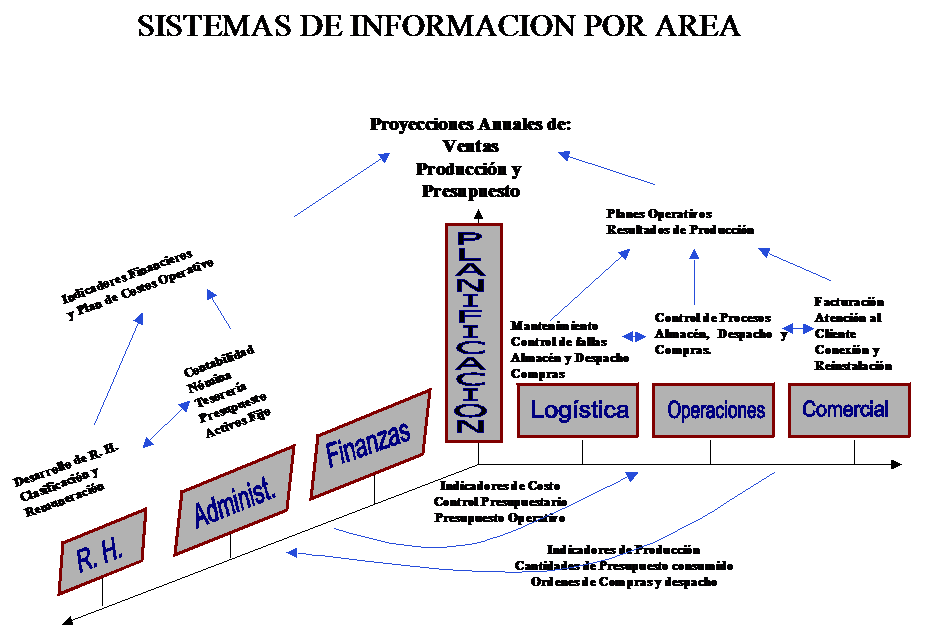 SISTEMAS DE INFORMACION POR AREA
Proyecciones Annales de:
Ventas
Producción y
Presupuesto
Planes Operativos
Resultados de Producción
Indicadores Financieros
y Plan de Costos Operativo
PLANIFICACION
Mantenimiento
Control de fallas
Almacén y Despacho
Compras
Control de Procesos
Almacén, Despacho y
Compras.
Facturación
Atención al
Cliente
Conexión y
Reinstalación
Contabilidad
Nómina
Tesorería
Presupuesto
Activos Fijo
Desarrollo de R. H.
Clasificación y
Remuneración
Logística
Operaciones
Comercial
Finanzas
Administ.
R. H.
Indicadores de Costo
Control Presupuestario
Presupuesto Operativo
Indicadores de Producción
Cantidades de Presupuesto consumido
Ordenes de Compras y despacho